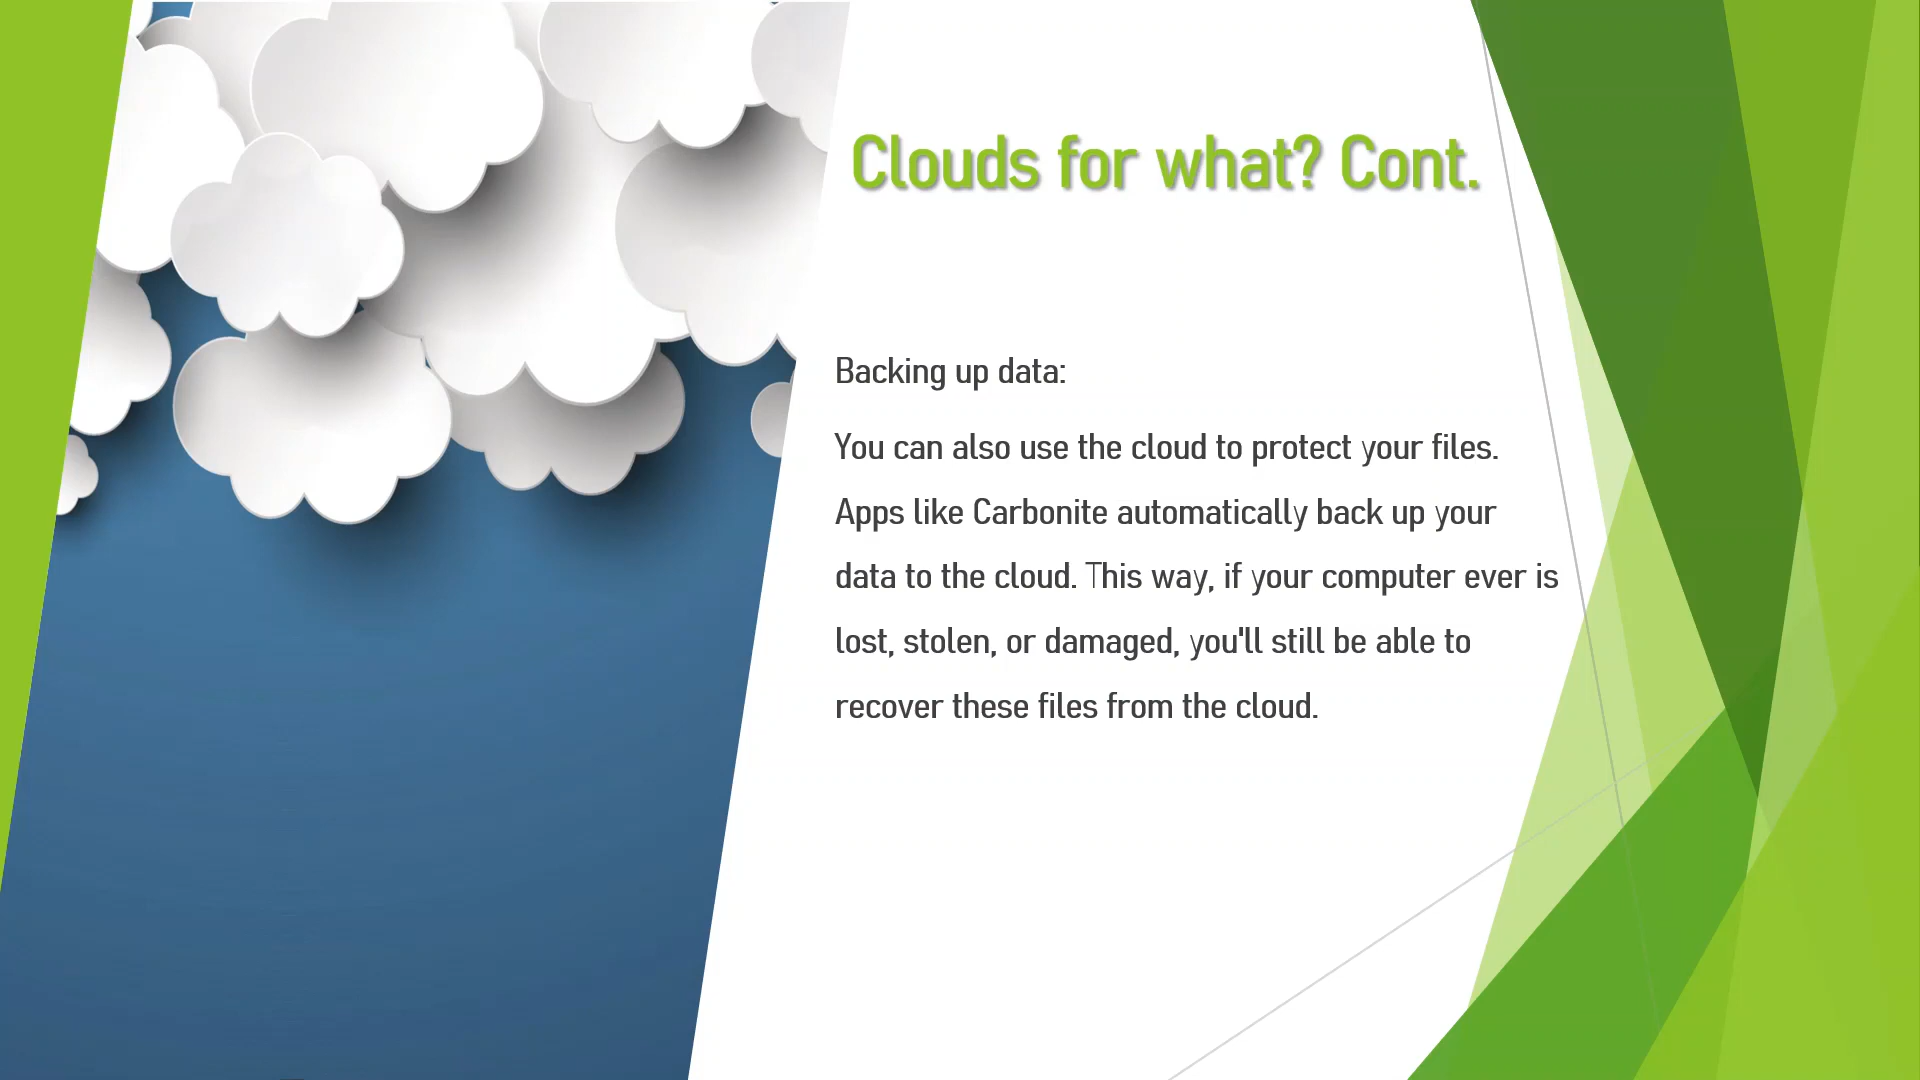 Clouds for what? Cont.
Backing up data:
You can also use the cloud to protect your files.
Apps like Carbonite automatically back up your
data to the cloud. This way, if your computer ever is
lost, stolen, or damaged, you'll still be able to
recover these files from the cloud.